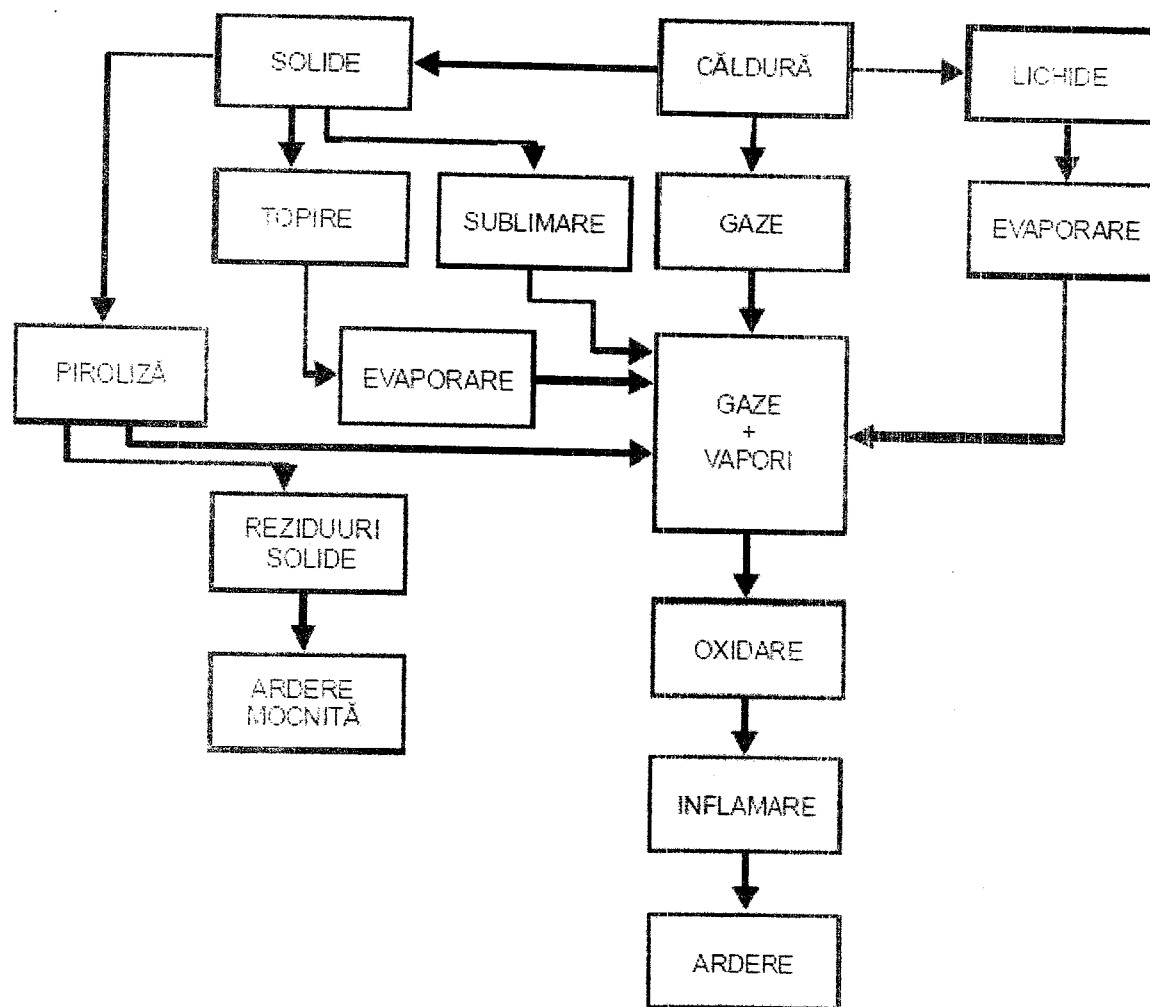 SOLIDE
CĂLDURĂ
LICHIDE
TOPIRE
SUBLIMARE
GAZE
EVAPORARE
PIROLIZĂ
EVAPORARE
GAZE
+
VAPORI
REZIDUURI
SOLIDE
OXIDARE
ARDERE
MOCNITĂ
INFLAMARE
ARDERE